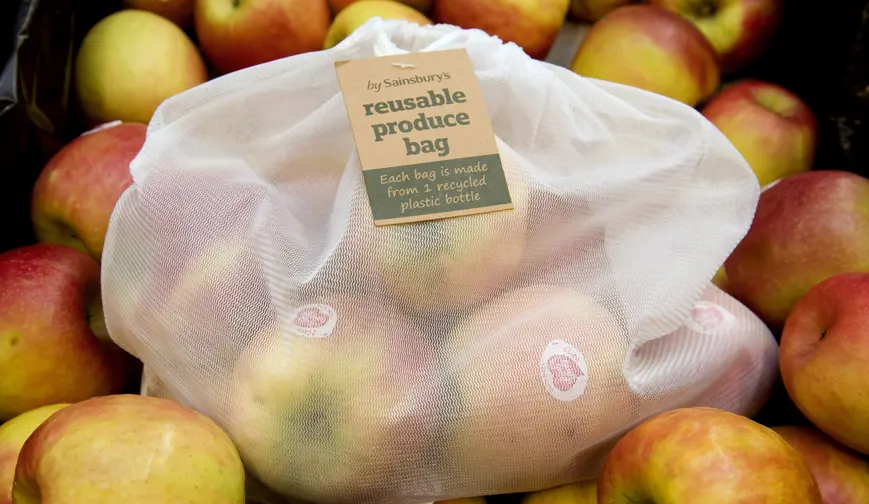 by Sainsbury's
reusable
produce
bag
Each bag is made
from 1 recycled
plastic bottle